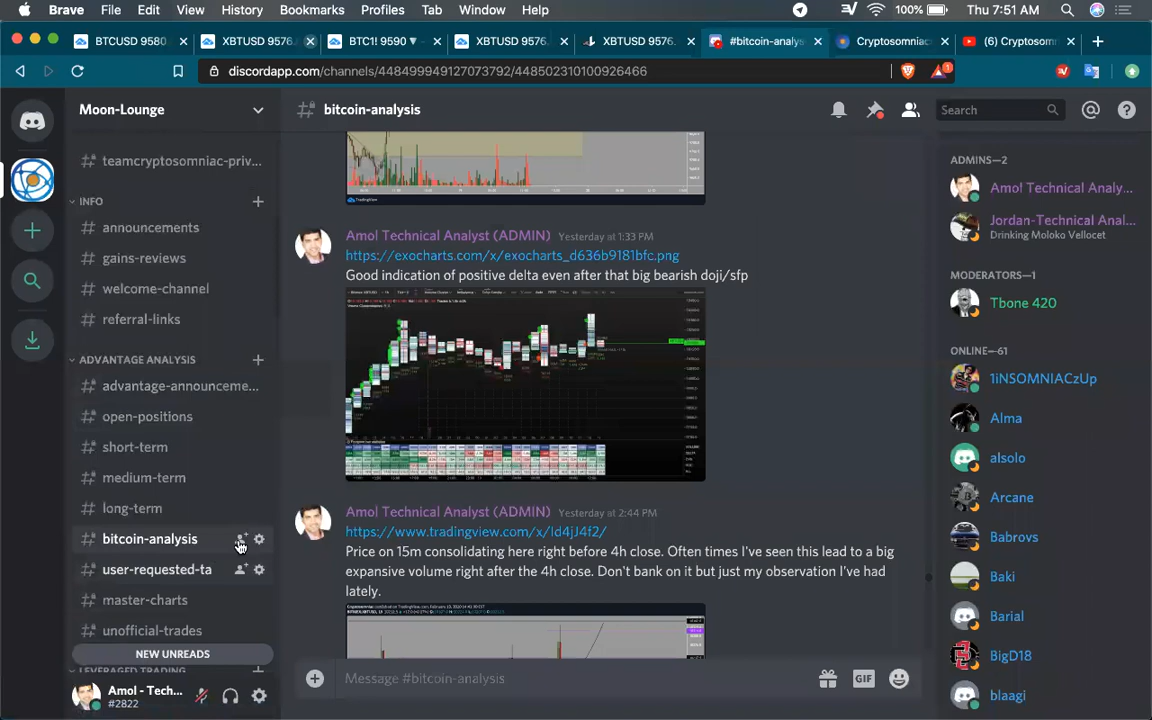 Brave File Edit View History Bookmarks Profiles Tab Window Help 100% Thu 7:51 AM
BTCUSD 9580. XBTUSD 9576. BTC1! 9590 XBTUSD 9576. XBTUSD 9576. #bitcoin-analys Cryptosomniac (6) Cryptosom
discordapp.com/channels/448499949127073792/448502310100926466
Moon-Lounge
bitcoin-analysis
Search
teamcryptosomniac-priv...
INFO
announcements
gains-reviews
welcome-channel
referral-links
ADVANTAGE ANALYSIS
advantage-announceme...
open-positions
short-term
medium-term
long-term
bitcoin-analysis
user-requested-ta
master-charts
unofficial-trades
NEW UNREADS
LEVERAGED TRADING
Amol - Tech...
#2822
TradingView
Amol Technical Analyst (ADMIN) Yesterday at 1:33 PM
https://exocharts.com/x/exocharts_d636b9181bfc.png
Good indication of positive delta even after that big bearish doji/sfp
Amol Technical Analyst (ADMIN) Yesterday at 2:44 PM
https://www.tradingview.com/x/Id4jJ4f2/
Price on 15m consolidating here right before 4h close. Often times I've seen this lead to a big
expansive volume right after the 4h close. Don't bank on it but just my observation I've had
lately.
Message #bitcoin-analysis
GIF
ADMINS—2
Amol Technical Analy...
Jordan-Technical Anal...
Drinking Moloko Vellocet
MODERATORS—1
Tbone 420
ONLINE—61
1iNSOMNIACzUp
Alma
alsolo
Arcane
Babrovs
Baki
Barial
BigD18
blaagi